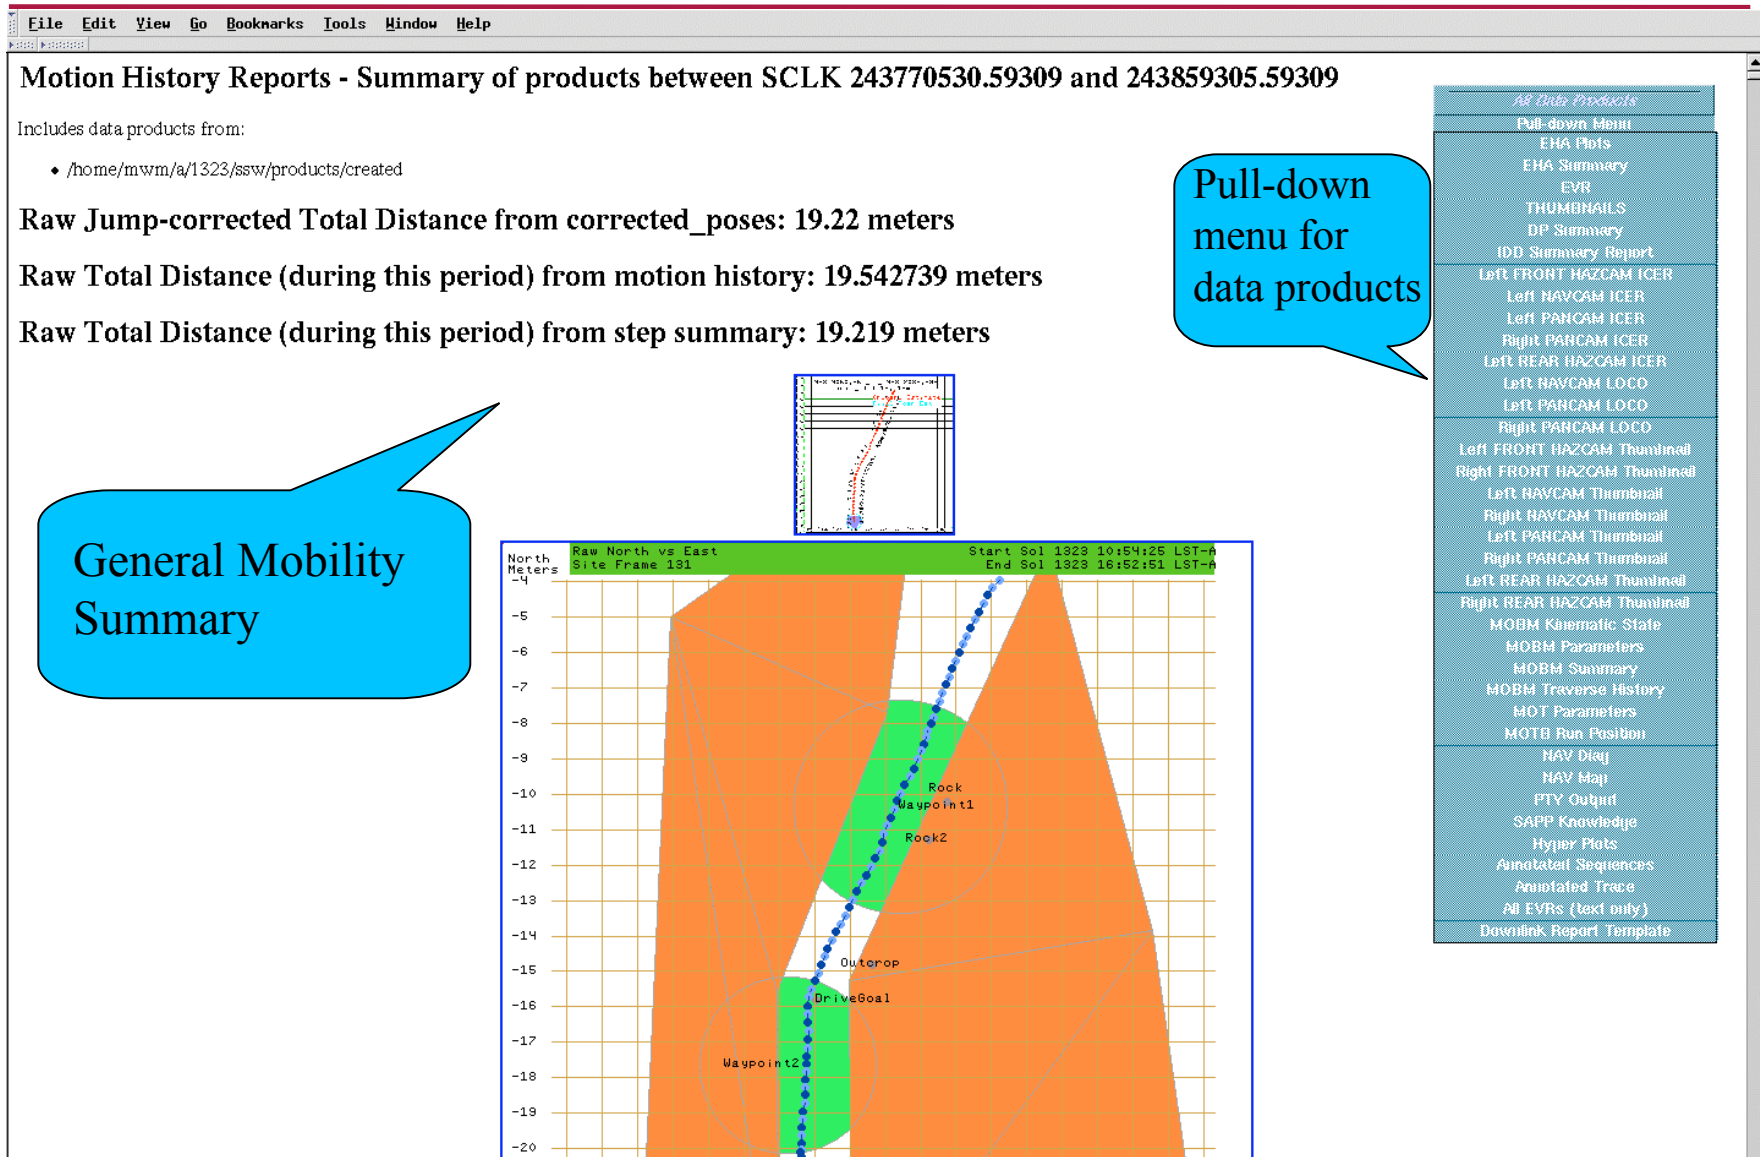 File Edit View Go Bookmarks Tools Window Help
Motion History Reports - Summary of products between SCLK 243770530.59309 and 243859305.59309
Includes data products from:
• /home/mwm/a/1323/ssw/products/created
Raw Jump-corrected Total Distance from corrected_poses: 19.22 meters
Raw Total Distance (during this period) from motion history: 19.542739 meters
Raw Total Distance (during this period) from step summary: 19.219 meters
General Mobility
Summary
Pull-down
menu for
data products
All Data Products
Pull-down Menu
EHA Plots
EHA Summary
EVR
THUMBNAILS
DP Summary
IDD Summary Report
Left FRONT HAZCAM ICER
Left NAVCAM ICER
Left PANCAM ICER
Right PANCAM ICER
Left REAR HAZCAM ICER
Left NAVCAM LOCO
Left PANCAM LOCO
Right PANCAM LOCO
Left FRONT HAZCAM Thumbnail
Right FRONT HAZCAM Thumbnail
Left NAVCAM Thumbnail
Right NAVCAM Thumbnail
Left PANCAM Thumbnail
Right PANCAM Thumbnail
Left REAR HAZCAM Thumbnail
Right REAR HAZCAM Thumbnail
MOBM Kinematic State
MOBM Parameters
MOBM Summary
MOBM Traverse History
MOT Parameters
MOTB Run Position
NAV Diag
NAV Map
PTY Output
SAPP Knowledge
Hyper Plots
Annotated Sequences
Annotated Trace
All EVRs (text only)
Downlink Report Template
North
Meters
Raw North vs East
Site Frame 131
Start Sol 1323 10:54:25 LST-A
End Sol 1323 16:52:51 LST-A
-4
-5
-6
-7
-8
-9
-10
-11
-12
-13
-14
-15
-16
-17
-18
-19
-20
Rock
Waypoint1
Rock2
Outcrop
DriveGoal
Waypoint2